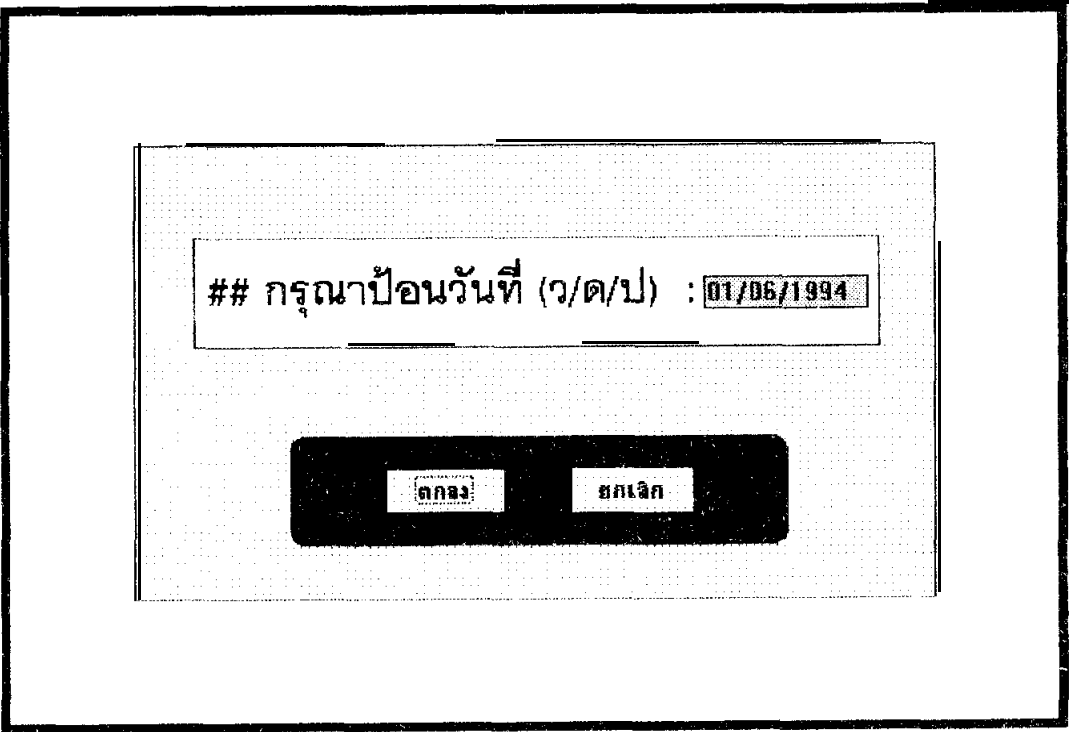 ## กรุณาป้อนวันที่ (ว/ด/ป) : 01/06/1994
ตกลง ยกเลิก